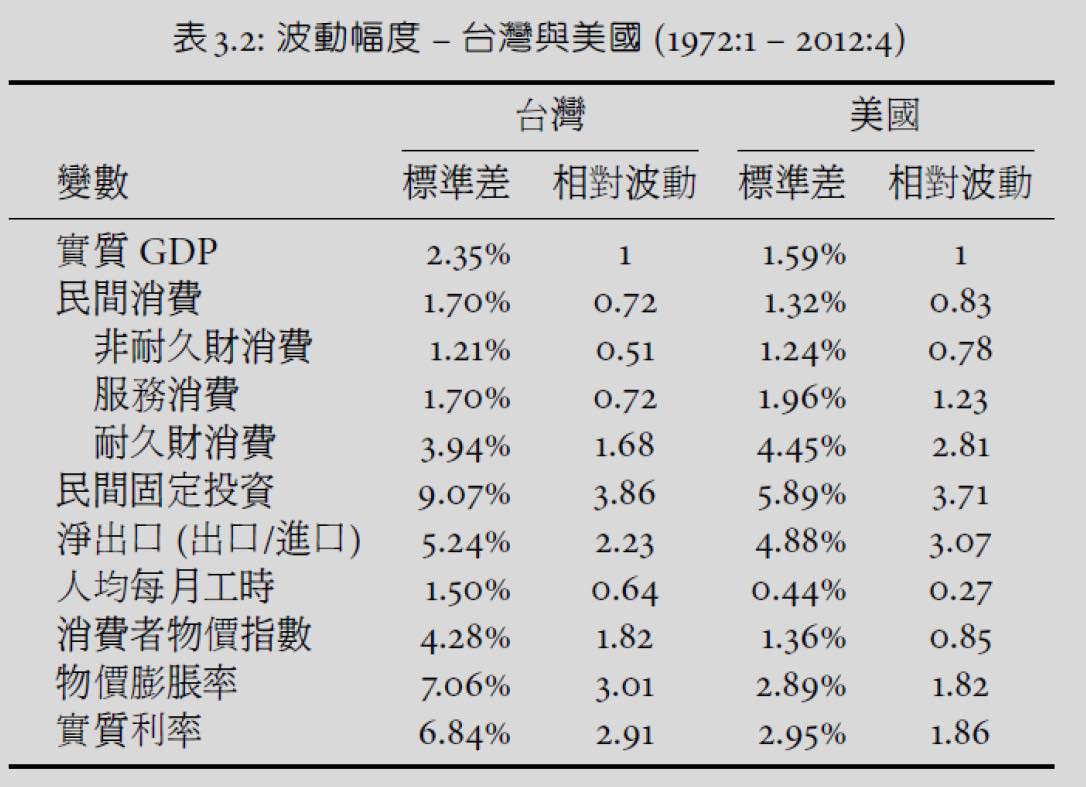 表 3.2: 波動幅度 – 台灣與美國 (1972:1 – 2012:4)
台灣 美國
變數 標準差 相對波動 標準差 相對波動
實質 GDP 2.35% 1 1.59% 1
民間消費 1.70% 0.72 1.32% 0.83
非耐久財消費 1.21% 0.51 1.24% 0.78
服務消費 1.70% 0.72 1.96% 1.23
耐久財消費 3.94% 1.68 4.45% 2.81
民間固定投資 9.07% 3.86 5.89% 3.71
淨出口 (出口/進口) 5.24% 2.23 4.88% 3.07
人均每月工時 1.50% 0.64 0.44% 0.27
消費者物價指數 4.28% 1.82 1.36% 0.85
物價膨脹率 7.06% 3.01 2.89% 1.82
實質利率 6.84% 2.91 2.95% 1.86